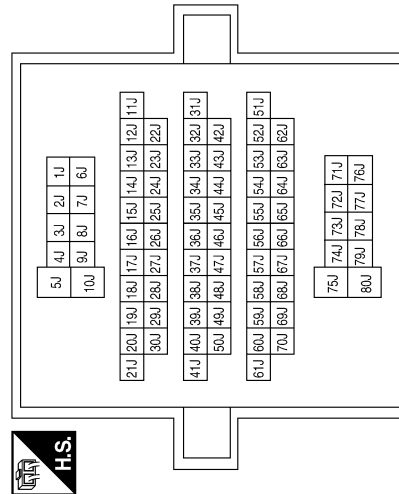 H.S.
5J 4J 3J 2J 1J
10J 9J 8J 7J 6J
21J 20J 19J 18J 17J 16J 15J 14J 13J 12J 11J
30J 29J 28J 27J 26J 25J 24J 23J 22J
41J 40J 39J 38J 37J 36J 35J 34J 33J 32J 31J
50J 49J 48J 47J 46J 45J 44J 43J 42J
61J 60J 59J 58J 57J 56J 55J 54J 53J 52J 51J
70J 69J 68J 67J 66J 65J 64J 63J 62J
75J 74J 73J 72J 71J
80J 79J 78J 77J 76J